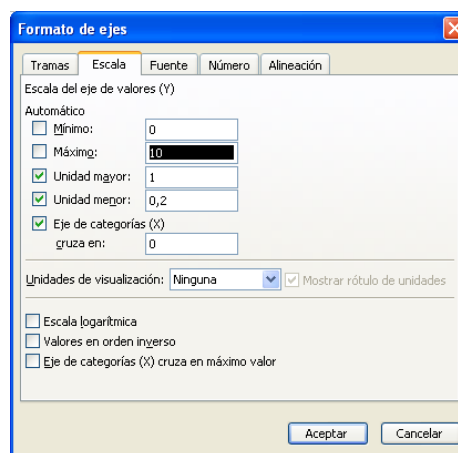 Formato de ejes
Tramas Escala Fuente Número Alineación
Escala del eje de valores (Y)
Automático
Mínimo: 0
Máximo: 10
Unidad mayor: 1
Unidad menor: 0,2
Eje de categorías (X)
cruza en: 0
Unidades de visualización: Ninguna Mostrar rótulo de unidades
Escala logarítmica
Valores en orden inverso
Eje de categorías (X) cruza en máximo valor
Aceptar Cancelar